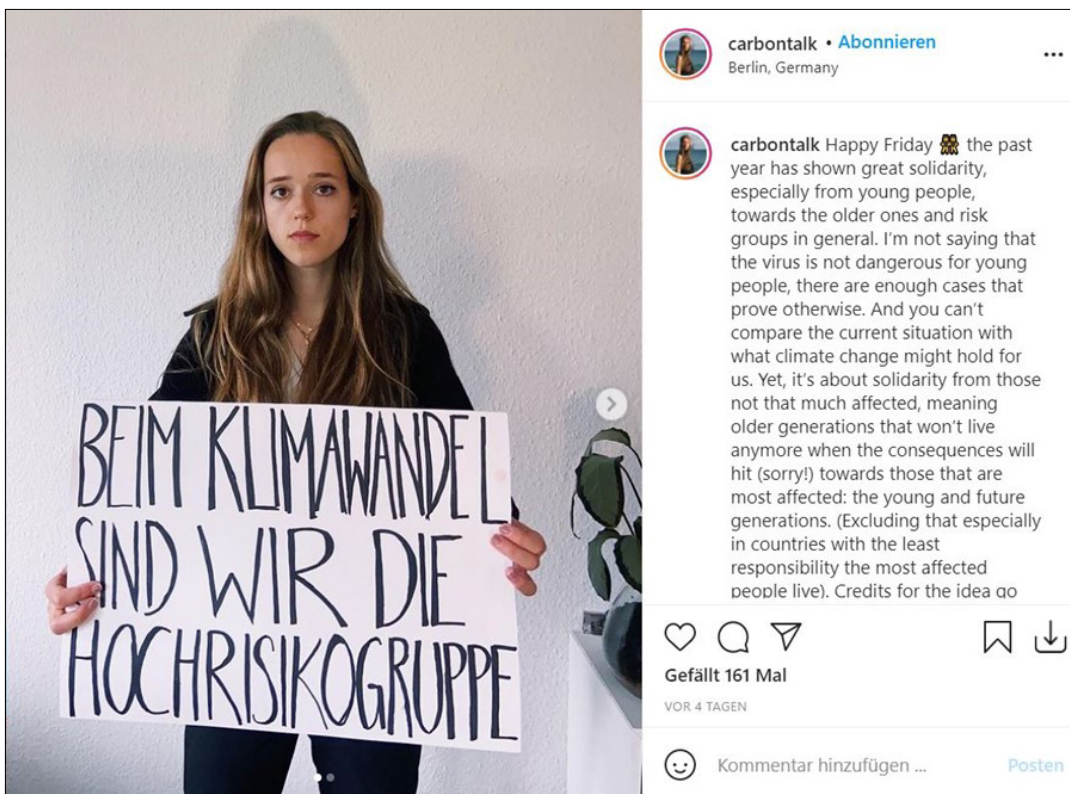 BEIM KLIMAWANDEL
SIND WIR DIE
HOCHRISIKOGRUPPE
carbontalk • Abonnieren
Berlin, Germany
carbontalk Happy Friday 👯 the past
year has shown great solidarity,
especially from young people,
towards the older ones and risk
groups in general. I'm not saying that
the virus is not dangerous for young
people, there are enough cases that
prove otherwise. And you can't
compare the current situation with
what climate change might hold for
us. Yet, it's about solidarity from those
not that much affected, meaning
older generations that won't live
anymore when the consequences will
hit (sorry!) towards those that are
most affected: the young and future
generations. (Excluding that especially
in countries with the least
responsibility the most affected
people live). Credits for the idea go
Gefällt 161 Mal
VOR 4 TAGEN
Kommentar hinzufügen ...
Posten